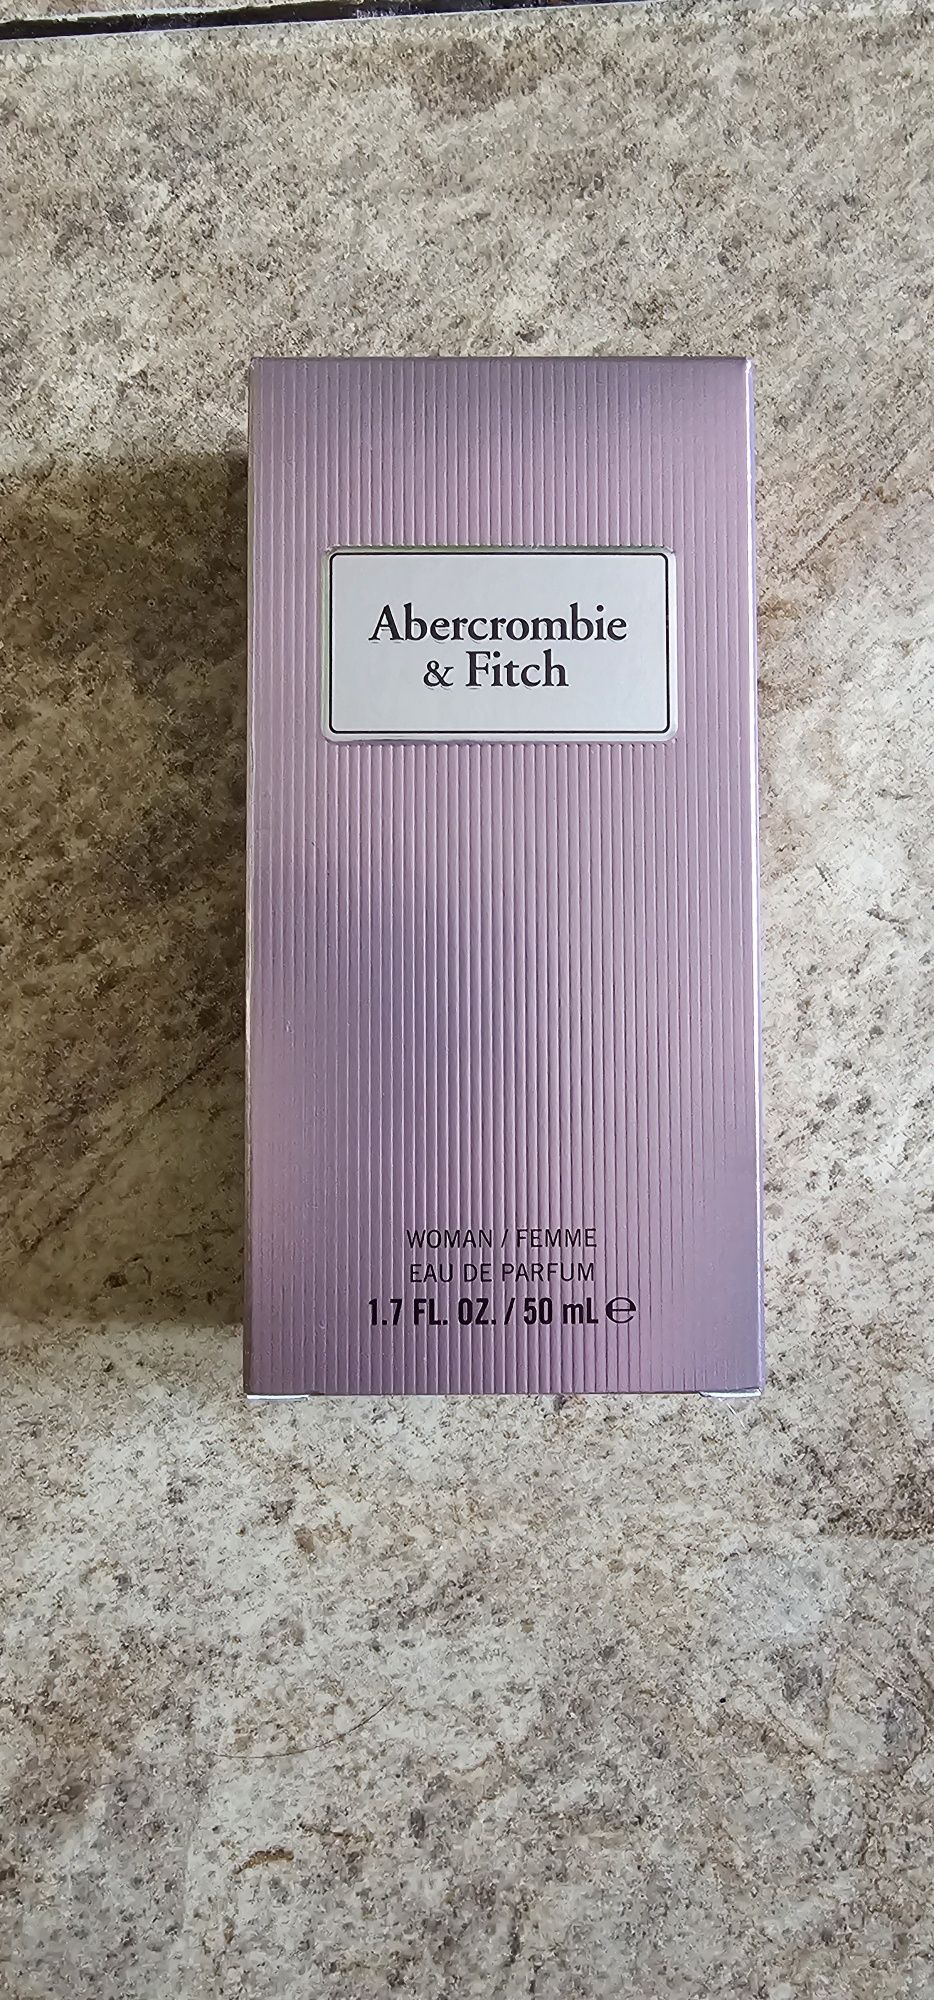 Abercrombie
& Fitch
WOMAN / FEMME
EAU DE PARFUM
1.7 FL. OZ. / 50 mL ℮